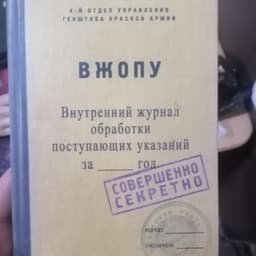 4-Й ОТДЕЛ УПРАВЛЕНИЯ
ГЕНШТАБА КРАСНОЙ АРМИИ
ВЖОПУ
Внутренний журнал
обработки
поступающих указаний
за ______ год
СОВЕРШЕННО
СЕКРЕТНО